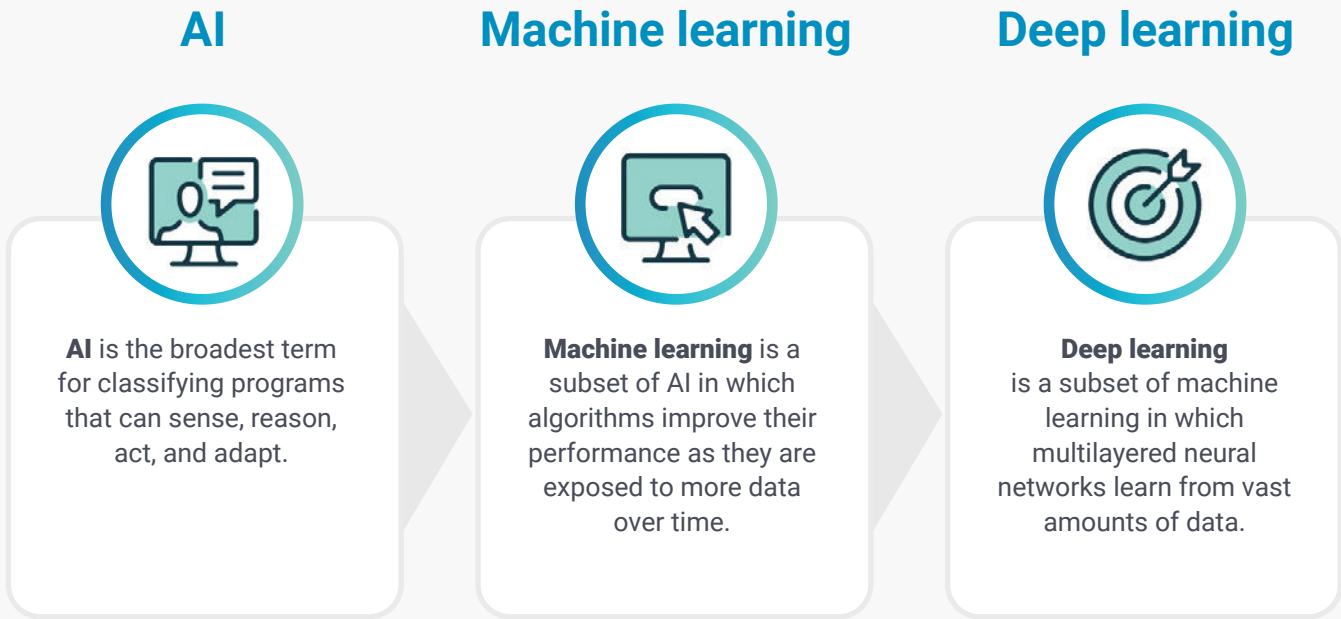 AI
Machine learning
Deep learning
AI is the broadest term
for classifying programs
that can sense, reason,
act, and adapt.
Machine learning is a
subset of AI in which
algorithms improve their
performance as they are
exposed to more data
over time.
Deep learning
is a subset of machine
learning in which
multilayered neural
networks learn from vast
amounts of data.